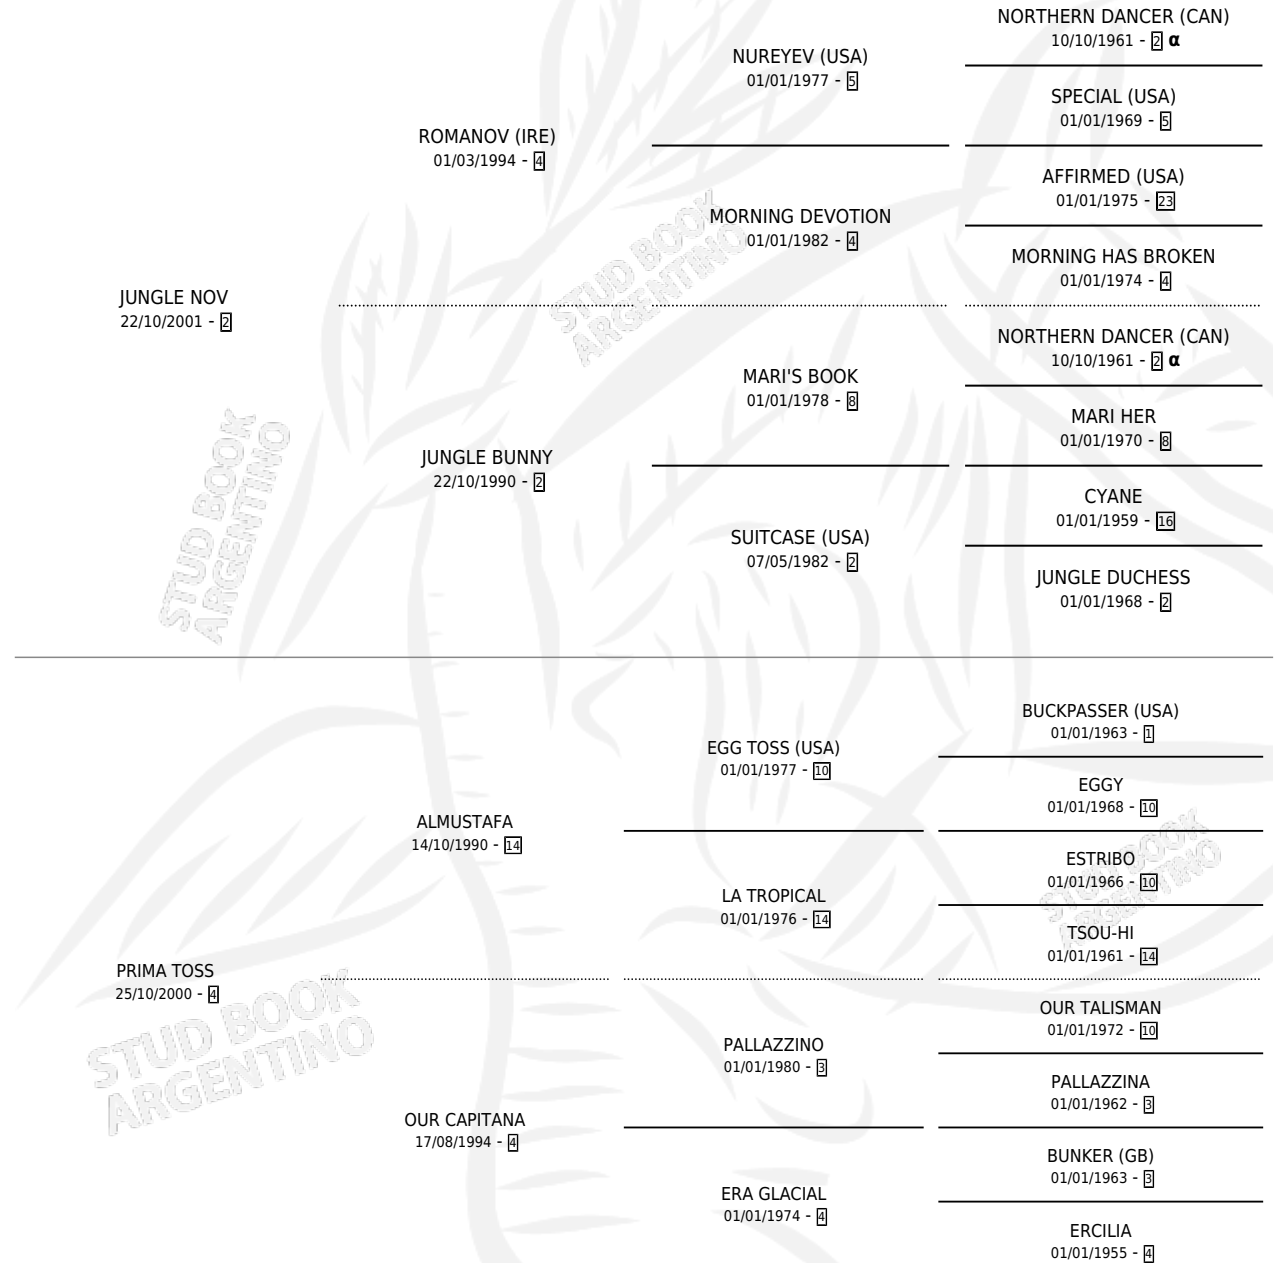 NORTHERN DANCER (CAN)
10/10/1961 - 2 α
NUREYEV (USA)
01/01/1977 - 5
SPECIAL (USA)
01/01/1969 - 5
ROMANOV (IRE)
01/03/1994 - 4
AFFIRMED (USA)
01/01/1975 - 23
MORNING DEVOTION
01/01/1982 - 4
MORNING HAS BROKEN
01/01/1974 - 4
JUNGLE NOV
22/10/2001 - 2
NORTHERN DANCER (CAN)
10/10/1961 - 2 α
MARI'S BOOK
01/01/1978 - 8
MARI HER
01/01/1970 - 8
JUNGLE BUNNY
22/10/1990 - 2
CYANE
01/01/1959 - 16
SUITCASE (USA)
07/05/1982 - 2
JUNGLE DUCHESS
01/01/1968 - 2
BUCKPASSER (USA)
01/01/1963 - 1
EGG TOSS (USA)
01/01/1977 - 10
EGGY
01/01/1968 - 10
ALMUSTAFA
14/10/1990 - 14
ESTRIBO
01/01/1966 - 10
LA TROPICAL
01/01/1976 - 14
TSOU-HI
01/01/1961 - 14
PRIMA TOSS
25/10/2000 - 4
OUR TALISMAN
01/01/1972 - 10
PALLAZZINO
01/01/1980 - 3
PALLAZZINA
01/01/1962 - 3
OUR CAPITANA
17/08/1994 - 4
BUNKER (GB)
01/01/1963 - 3
ERA GLACIAL
01/01/1974 - 4
ERCILIA
01/01/1955 - 4
STUD BOOK
ARGENTINO
STUD BOOK
ARGENTINO
STUD BOOK
ARGENTINO
STUD BOOK
ARGENTINO